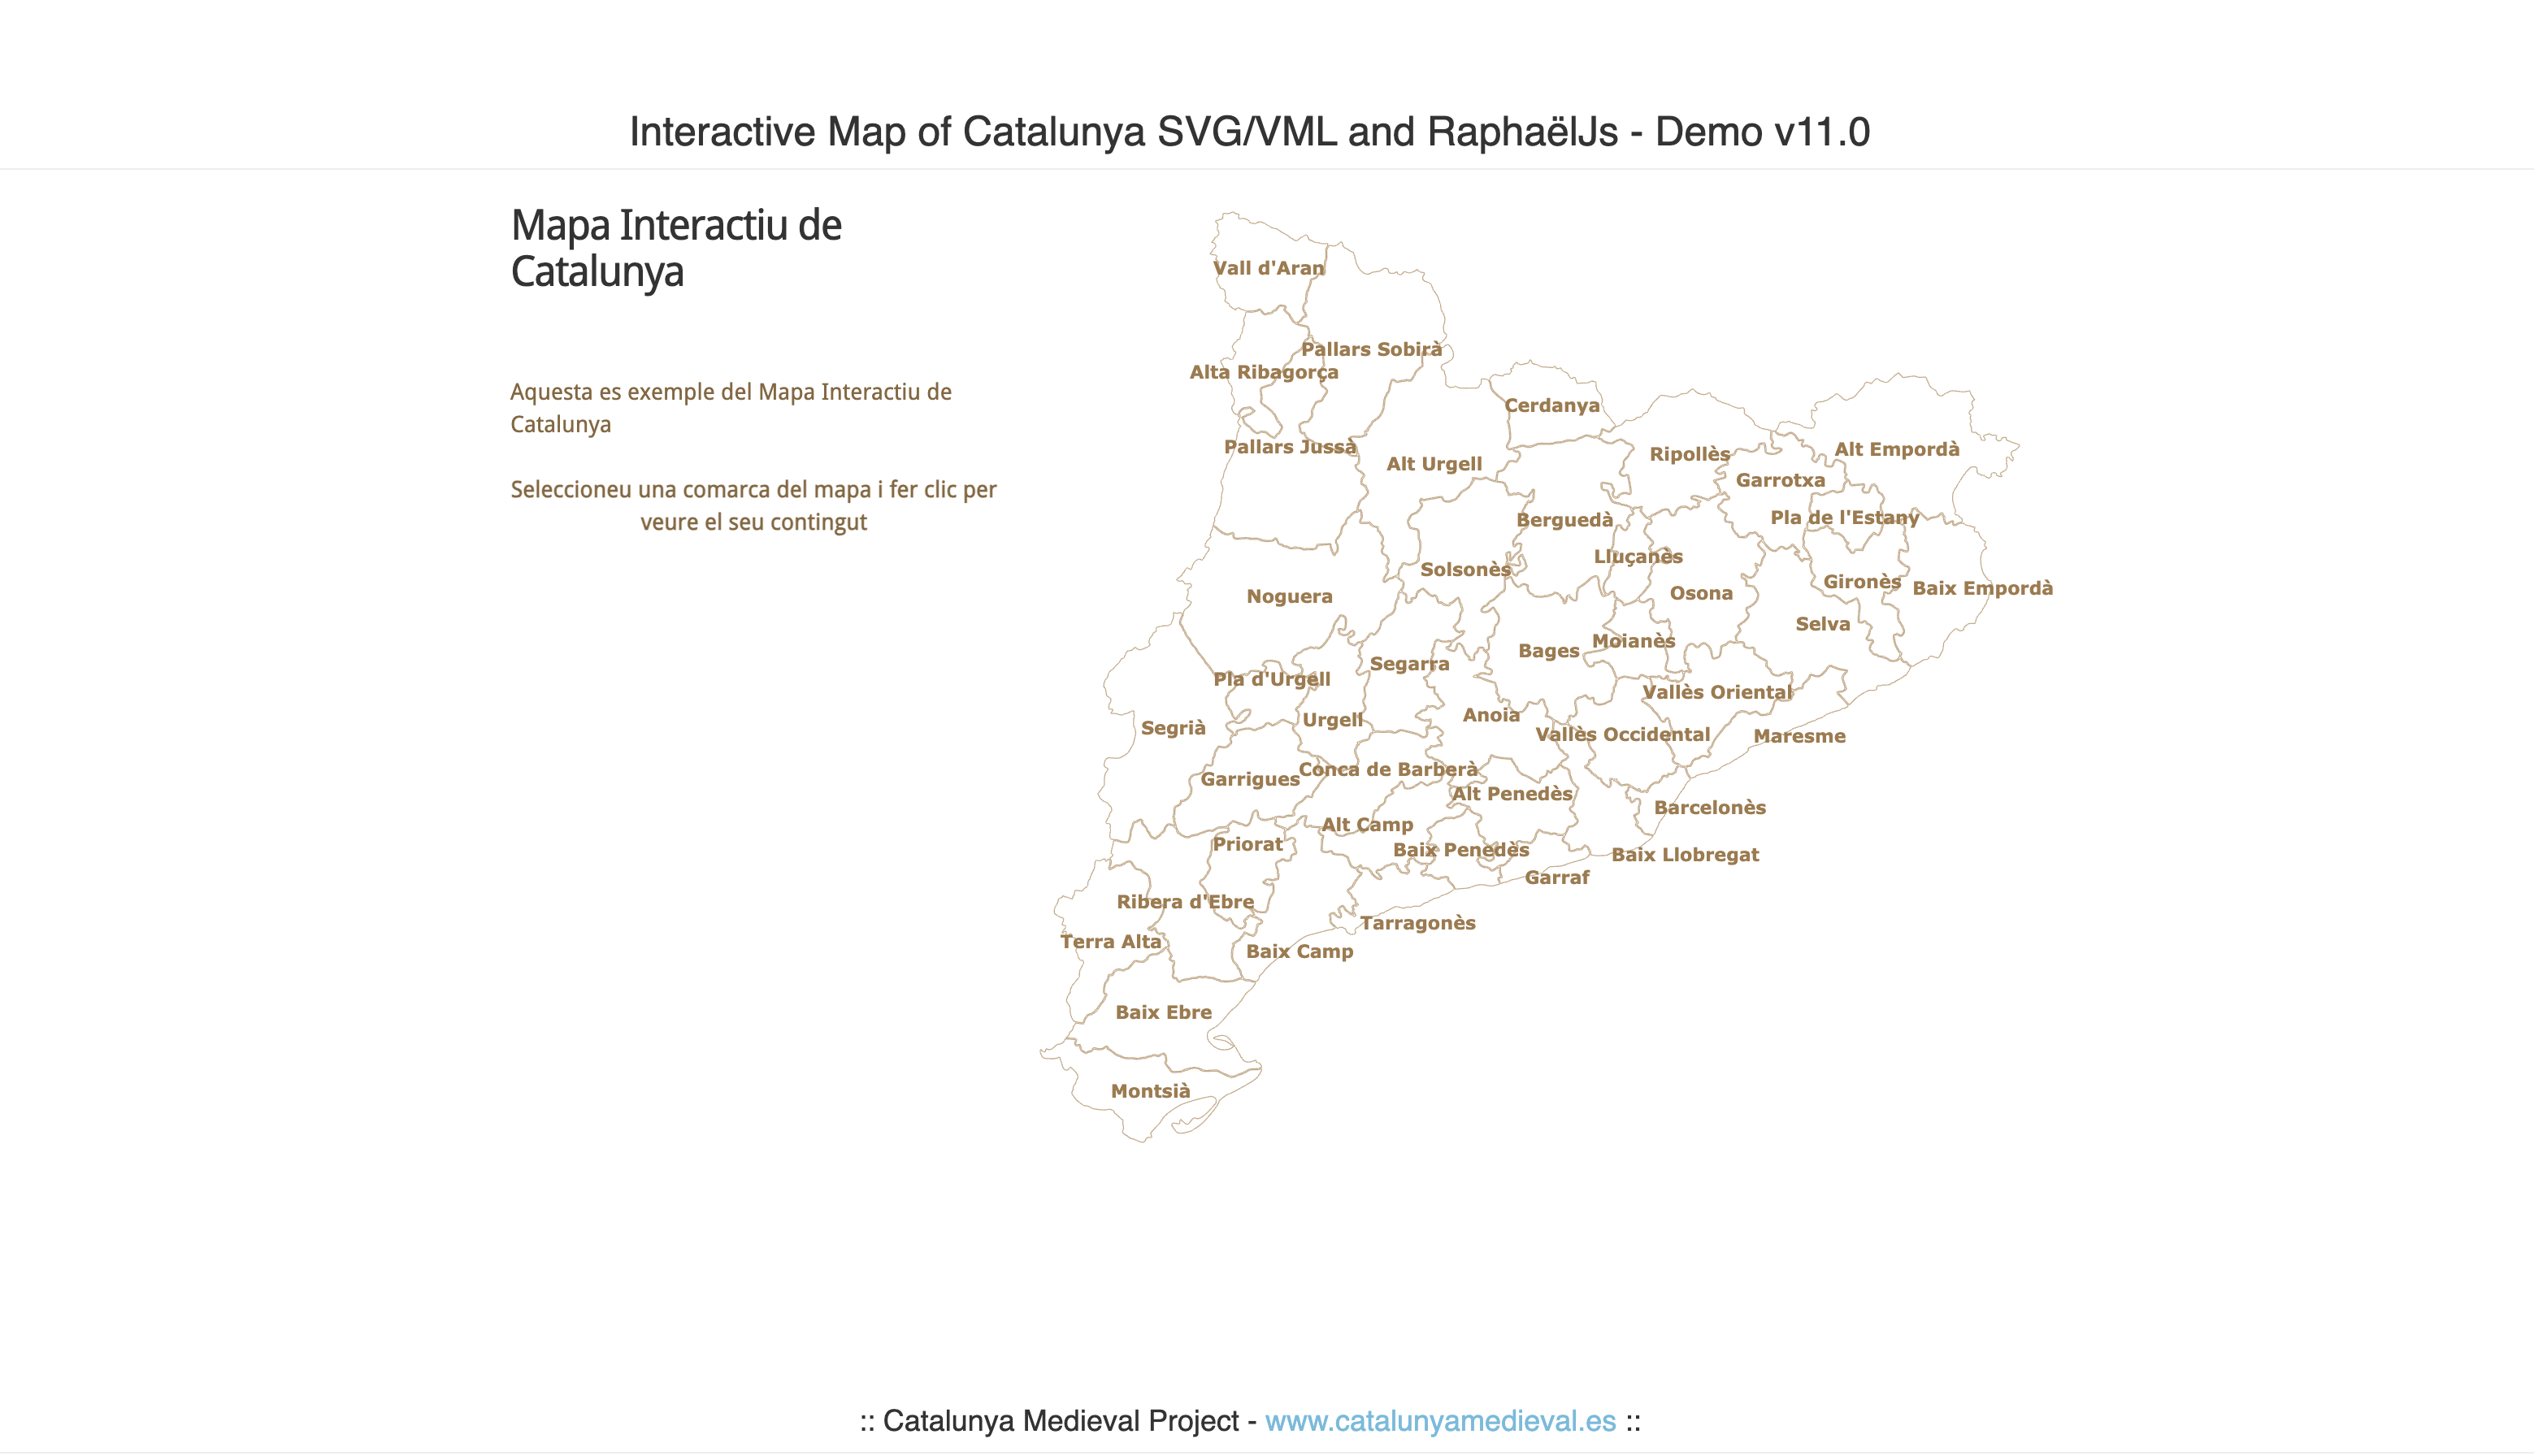 Interactive Map of Catalunya SVG/VML and RaphaëlJs - Demo v11.0
Mapa Interactiu de
Catalunya
Aquesta es exemple del Mapa Interactiu de
Catalunya
Seleccioneu una comarca del mapa i fer clic per
veure el seu contingut
Vall d'Aran
Pallars Sobirà
Alta Ribagorça
Cerdanya
Pallars Jussà
Alt Urgell
Ripollès
Alt Empordà
Garrotxa
Pla de l'Estany
Berguedà
Lluçanès
Solsonès
Gironès
Baix Empordà
Noguera
Osona
Selva
Moianès
Bages
Segarra
Pla d'Urgell
Vallès Oriental
Anoia
Urgell
Segrià
Vallès Occidental
Maresme
Conca de Barberà
Garrigues
Alt Penedès
Barcelonès
Alt Camp
Priorat
Baix Penedès
Baix Llobregat
Garraf
Ribera d'Ebre
Tarragonès
Terra Alta
Baix Camp
Baix Ebre
Montsià
:: Catalunya Medieval Project - www.catalunyamedieval.es ::